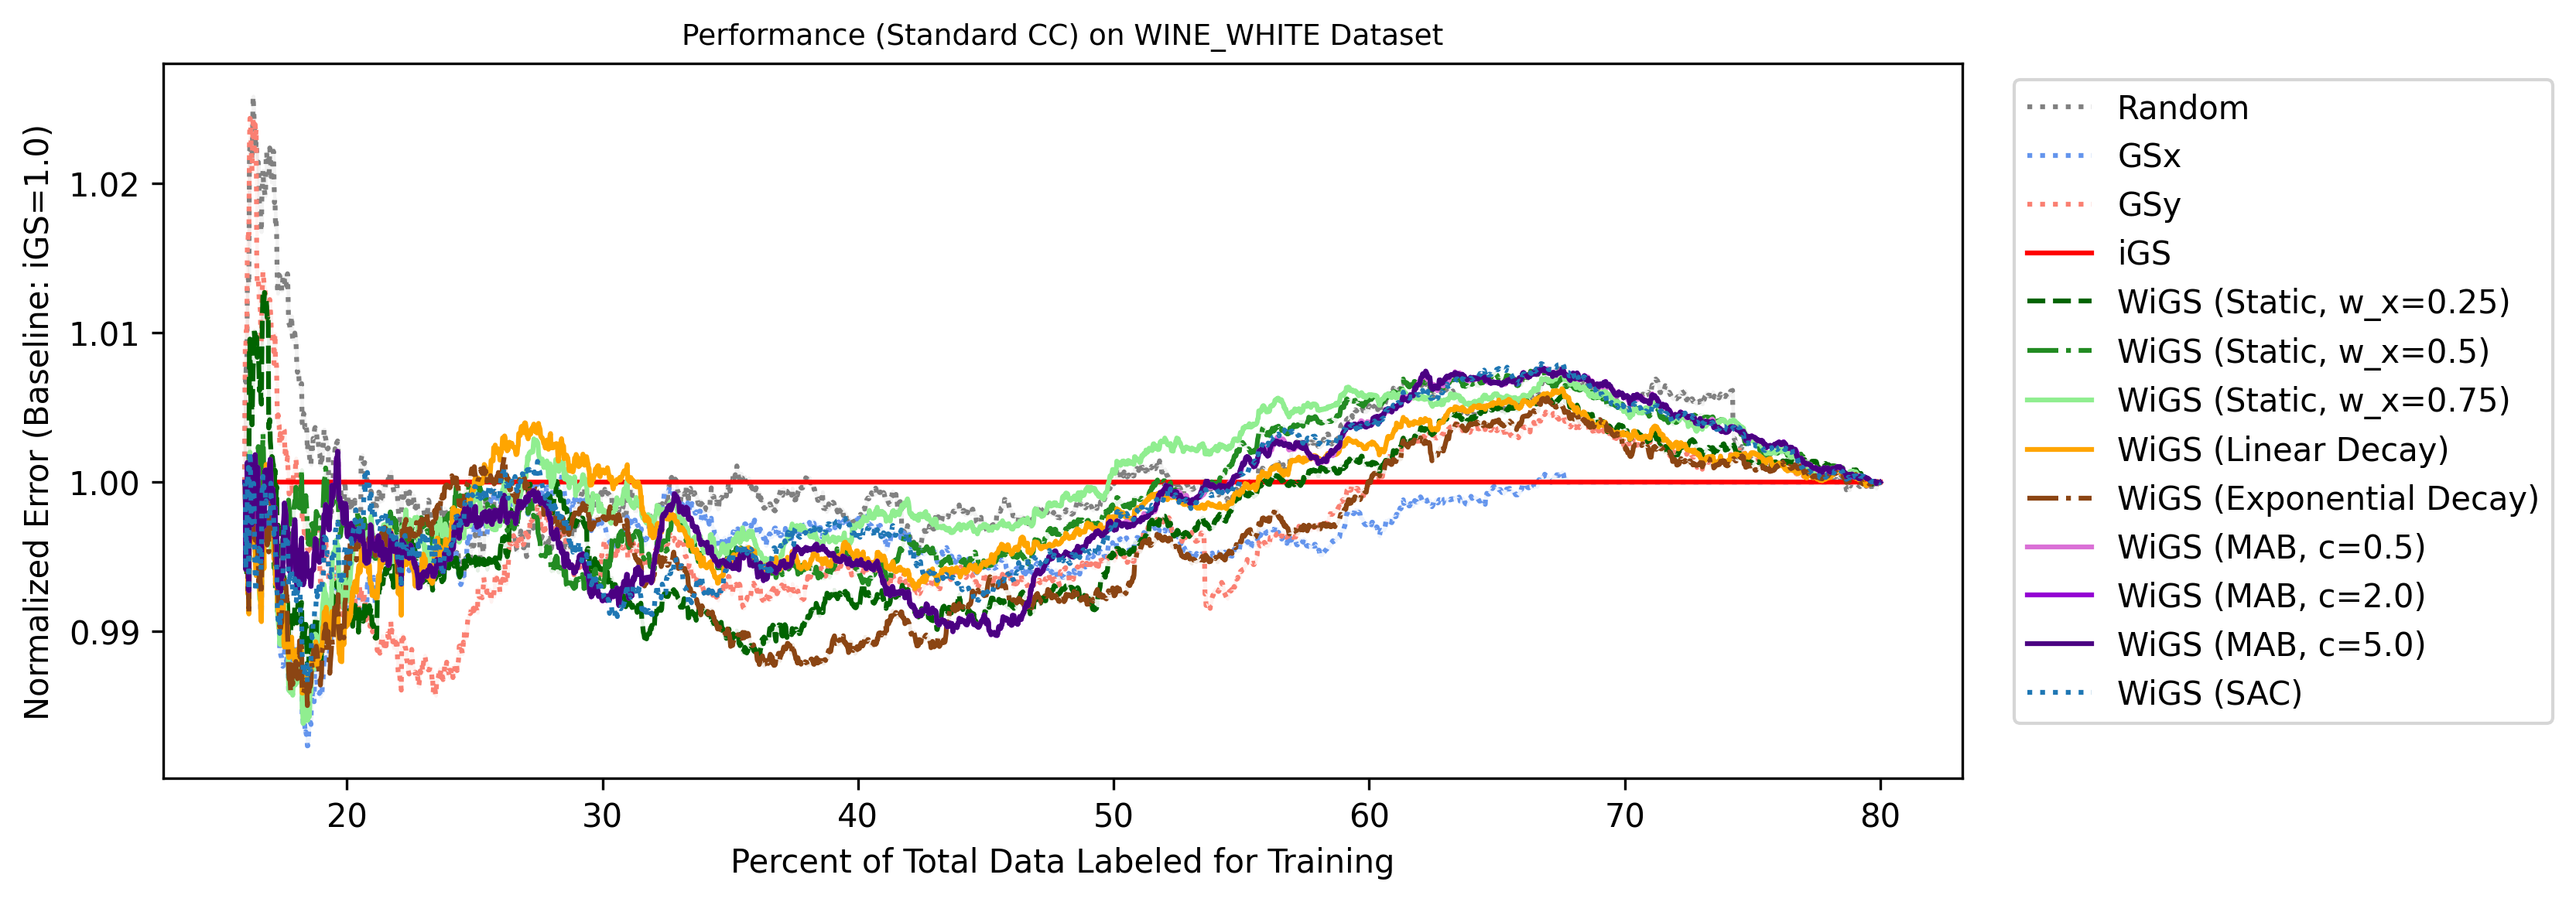 Performance (Standard CC) on WINE_WHITE Dataset
Normalized Error (Baseline: iGS=1.0)
1.02
1.01
1.00
0.99
20 30 40 50 60 70 80
Percent of Total Data Labeled for Training
Random
GSx
GSy
iGS
WiGS (Static, w_x=0.25)
WiGS (Static, w_x=0.5)
WiGS (Static, w_x=0.75)
WiGS (Linear Decay)
WiGS (Exponential Decay)
WiGS (MAB, c=0.5)
WiGS (MAB, c=2.0)
WiGS (MAB, c=5.0)
WiGS (SAC)